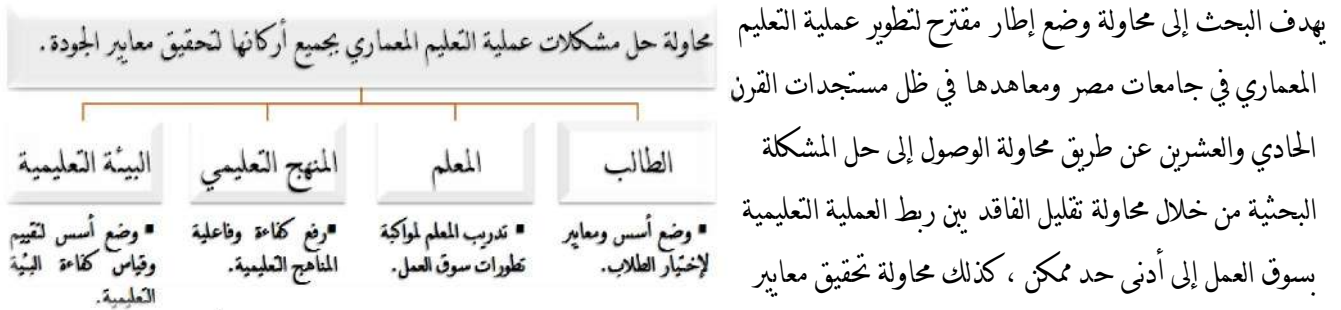 يهدف البحث إلى محاولة وضع إطار مقترح لتطوير عملية التعليم
المعماري في جامعات مصر ومعاهدها في ظل مستجدات القرن
الحادي والعشرين عن طريق محاولة الوصول إلى حل المشكلة
البحثية من خلال محاولة تقليل الفاقد بين ربط العملية التعليمية
بسوق العمل إلى أدنى حد ممكن ، كذلك محاولة تحقيق معايير
محاولة حل مشكلات عملية التعليم المعماري بجميع أركانها لتحقيق معايير الجودة .
الطالب
▪ وضع أسس ومعايير
لإختيار الطلاب.
المعلم
▪ تدريب المعلم لمواكبة
تطورات سوق العمل.
المنهج التعليمي
▪رفع كفاءة وفاعلية
المناهج التعليمية.
البيئة التعليمية
▪ وضع أسس لتقييم
وقياس كفاءة البئية
التعليمية.